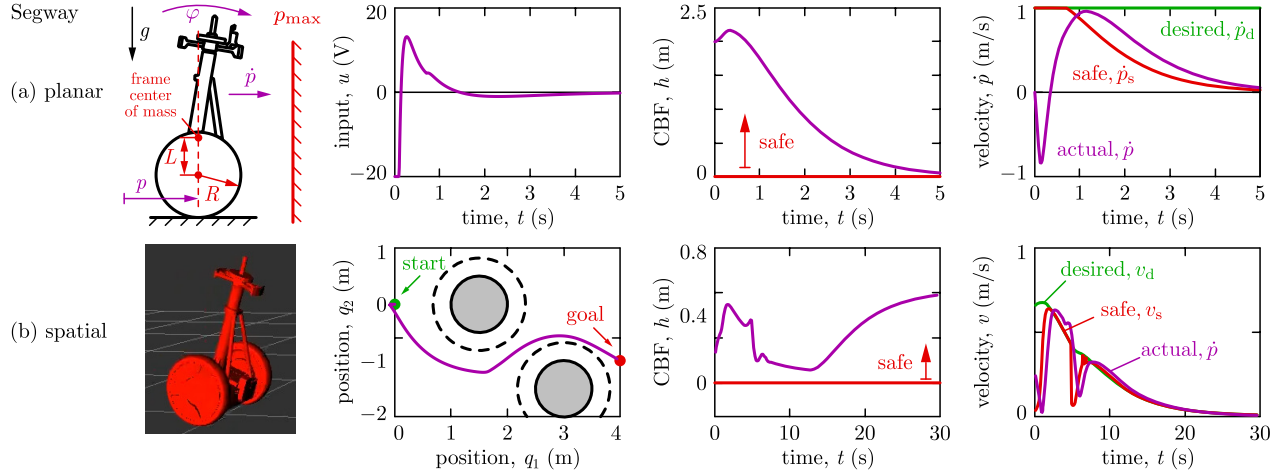 Segway
(a) planar
g
φ
p_max
frame
center
of mass
ṗ
L
p
R
input, u (V)
20
0
−20
0 1 2 3 4 5
time, t (s)
CBF, h (m)
2.5
0
safe
0 1 2 3 4 5
time, t (s)
velocity, ṗ (m/s)
1
0
−1
desired, ṗ_d
safe, ṗ_s
actual, ṗ
0 1 2 3 4 5
time, t (s)
(b) spatial
position, q₂ (m)
1
0
−1
−2
start
goal
0 1 2 3 4
position, q₁ (m)
CBF, h (m)
0.8
0.4
0
safe
0 10 20 30
time, t (s)
velocity, v (m/s)
1
0
desired, v_d
safe, v_s
actual, ṗ
0 10 20 30
time, t (s)